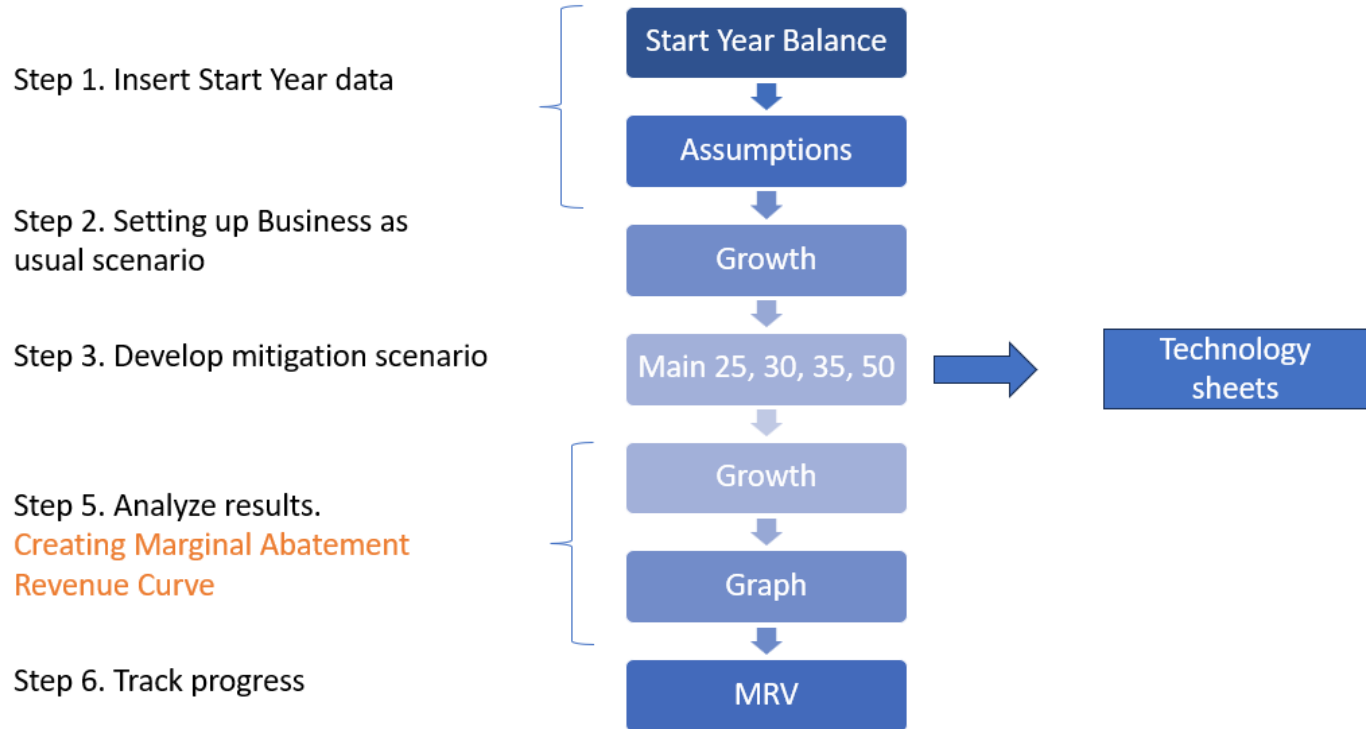 Start Year Balance
Step 1. Insert Start Year data
Assumptions
Step 2. Setting up Business as
usual scenario
Growth
Step 3. Develop mitigation scenario
Main 25, 30, 35, 50
Technology
sheets
Growth
Step 5. Analyze results.
Creating Marginal Abatement
Revenue Curve
Graph
Step 6. Track progress
MRV